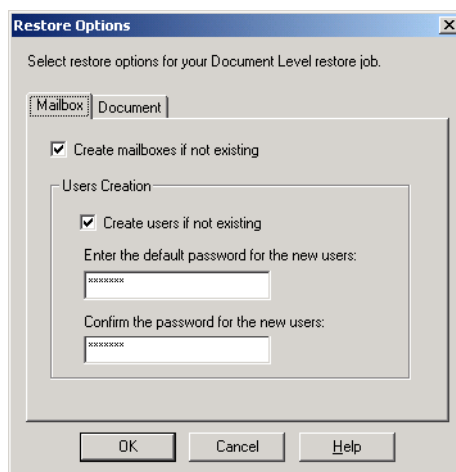 Restore Options
Select restore options for your Document Level restore job.
Mailbox Document
Create mailboxes if not existing
Users Creation
Create users if not existing
Enter the default password for the new users:
xxxxxxx
Confirm the password for the new users:
xxxxxxx
OK Cancel Help